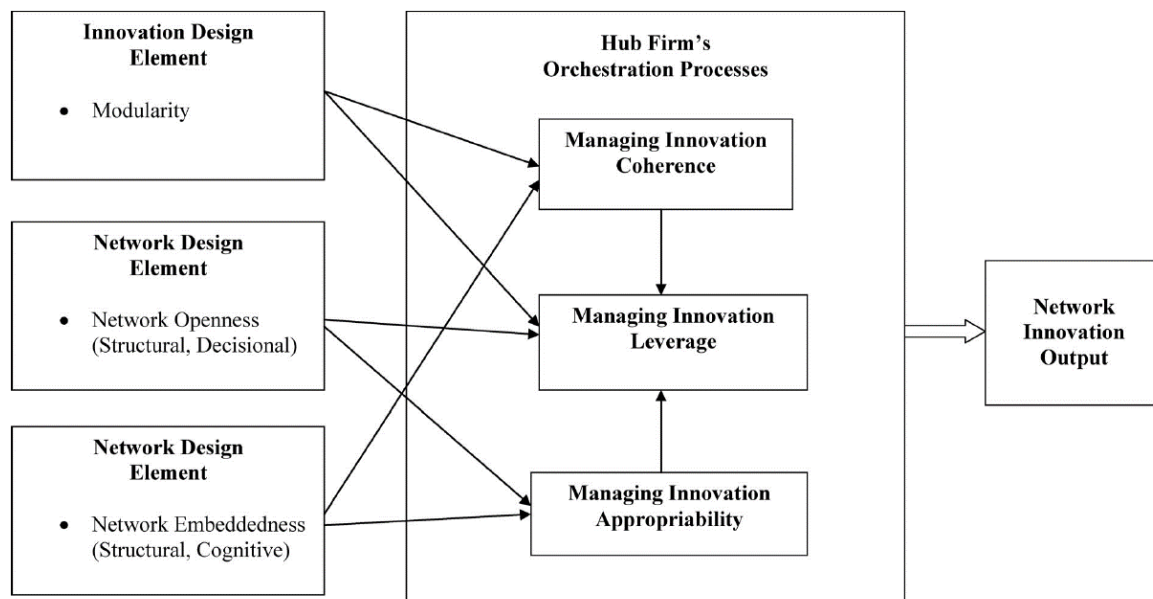 Innovation Design
Element
• Modularity
Network Design
Element
• Network Openness
(Structural, Decisional)
Network Design
Element
• Network Embeddedness
(Structural, Cognitive)
Hub Firm’s
Orchestration Processes
Managing Innovation
Coherence
Managing Innovation
Leverage
Managing Innovation
Appropriability
Network
Innovation
Output